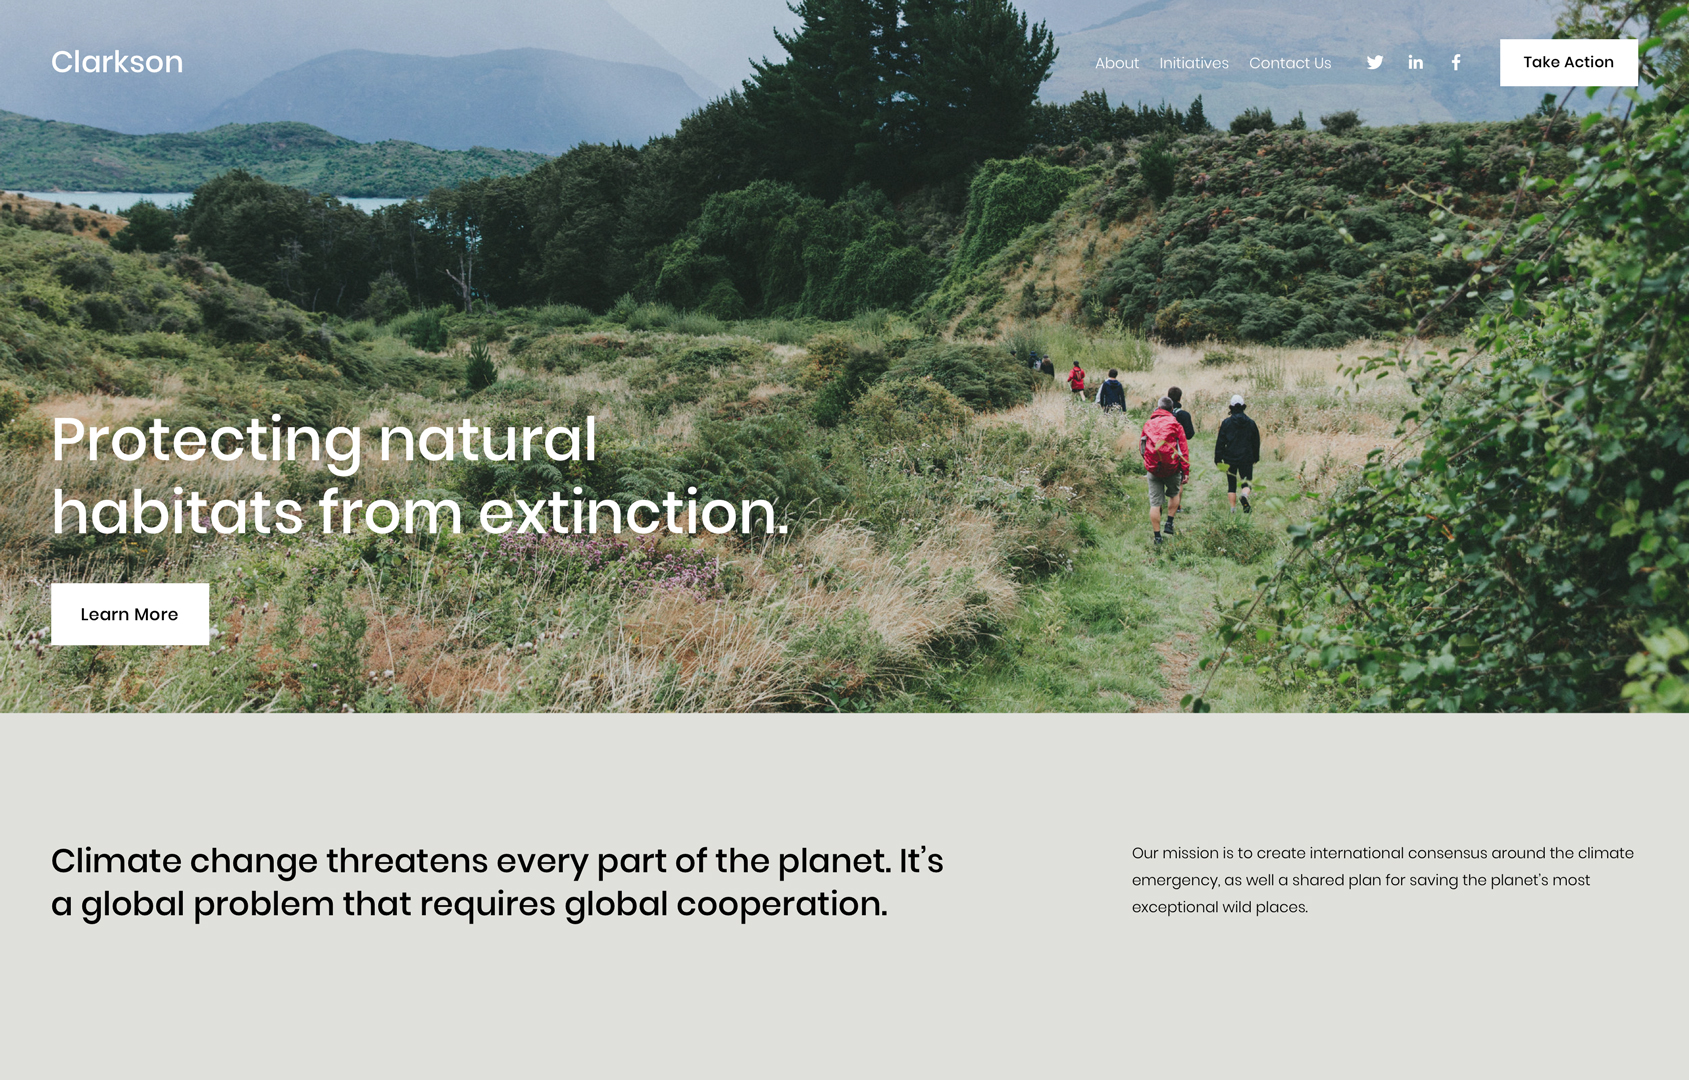 Clarkson
About Initiatives Contact Us
Take Action
Protecting natural
habitats from extinction.
Learn More
Climate change threatens every part of the planet. It’s
a global problem that requires global cooperation.
Our mission is to create international consensus around the climate
emergency, as well a shared plan for saving the planet's most
exceptional wild places.